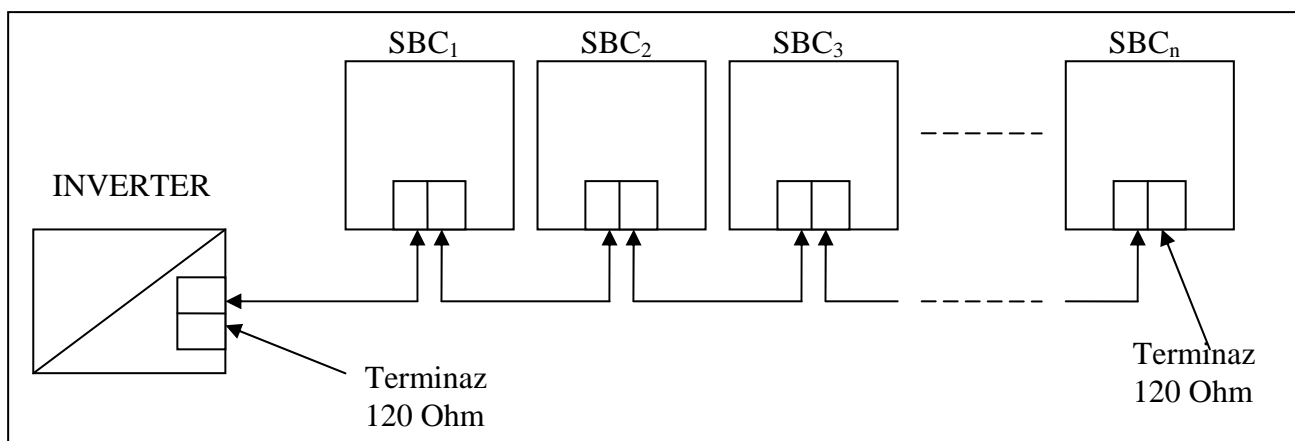 SBC₁ SBC₂ SBC₃ SBCₙ
INVERTER
Terminaz
120 Ohm
Terminaz
120 Ohm